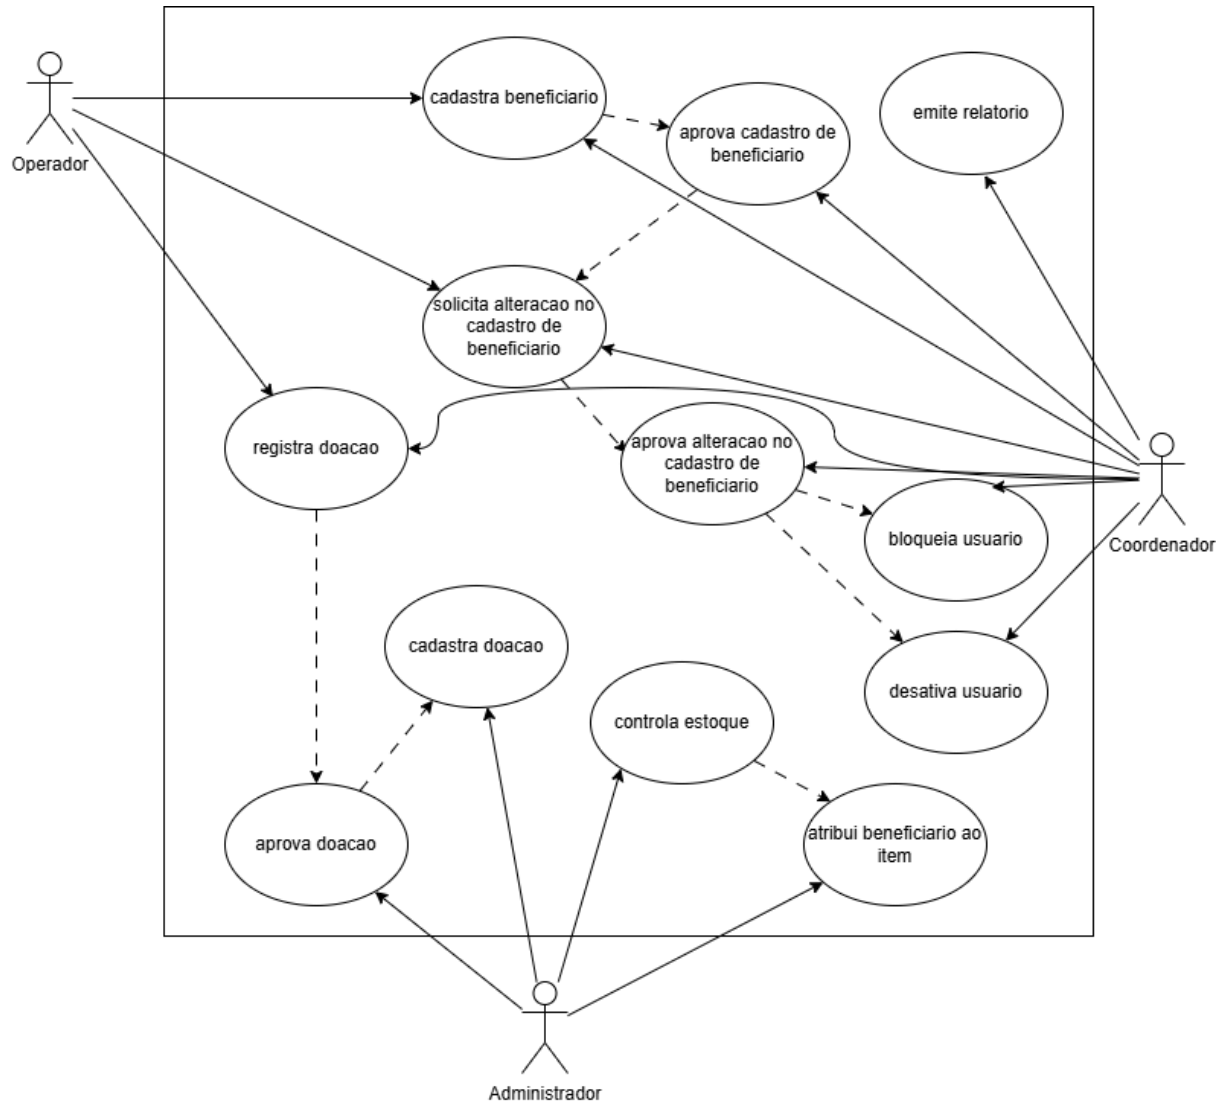 cadastra beneficiario
emite relatorio
aprova cadastro de
beneficiario
Operador
solicita alteracao no
cadastro de
beneficiario
registra doacao
aprova alteracao no
cadastro de
beneficiario
bloqueia usuario
Coordenador
cadastra doacao
desativa usuario
controla estoque
aprova doacao
atribui beneficiario ao
item
Administrador